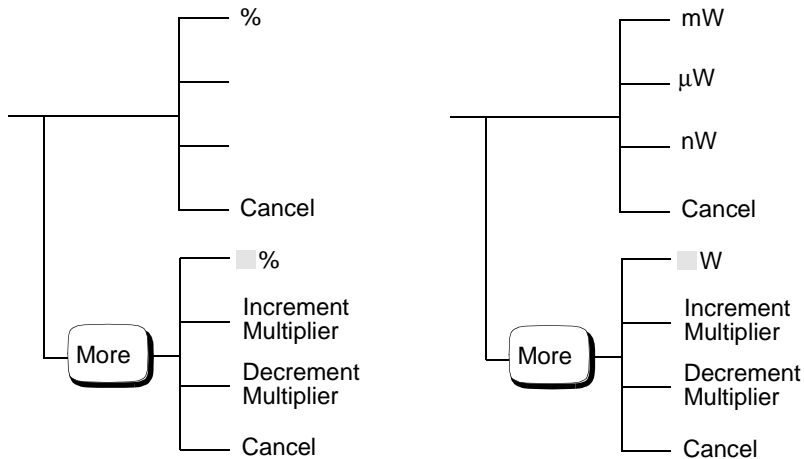 %
Cancel
%
Increment
Multiplier
More
Decrement
Multiplier
Cancel
mW
µW
nW
Cancel
W
Increment
Multiplier
More
Decrement
Multiplier
Cancel